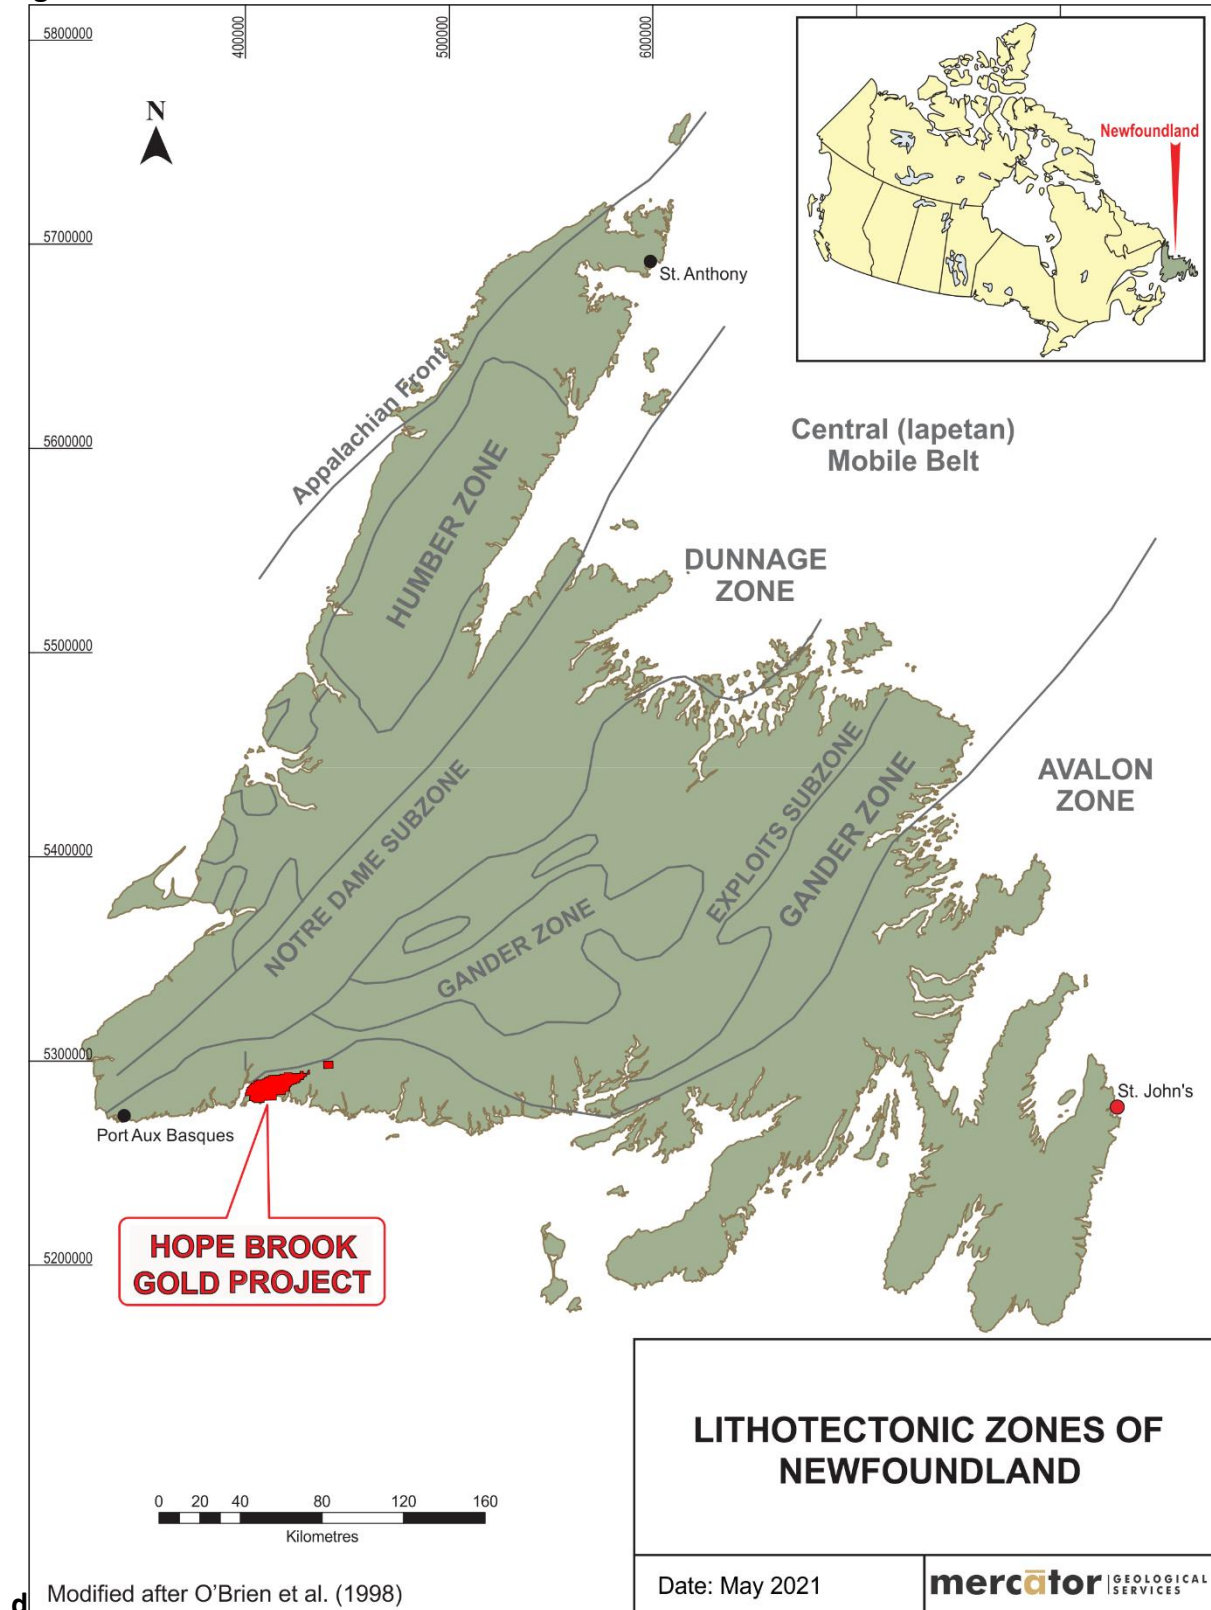 400000
500000
600000
5800000
5700000
5600000
5500000
5400000
5300000
5200000
N
Newfoundland
St. Anthony
Appalachian Front
HUMBER ZONE
Central (Iapetan)
Mobile Belt
DUNNAGE
ZONE
AVALON
ZONE
NOTRE DAME SUBZONE
EXPLOITS SUBZONE
GANDER ZONE
GANDER ZONE
Port Aux Basques
St. John's
HOPE BROOK
GOLD PROJECT
0 20 40 80 120 160
Kilometres
LITHOTECTONIC ZONES OF
NEWFOUNDLAND
Date: May 2021
mercātor GEOLOGICAL
SERVICES
d Modified after O'Brien et al. (1998)